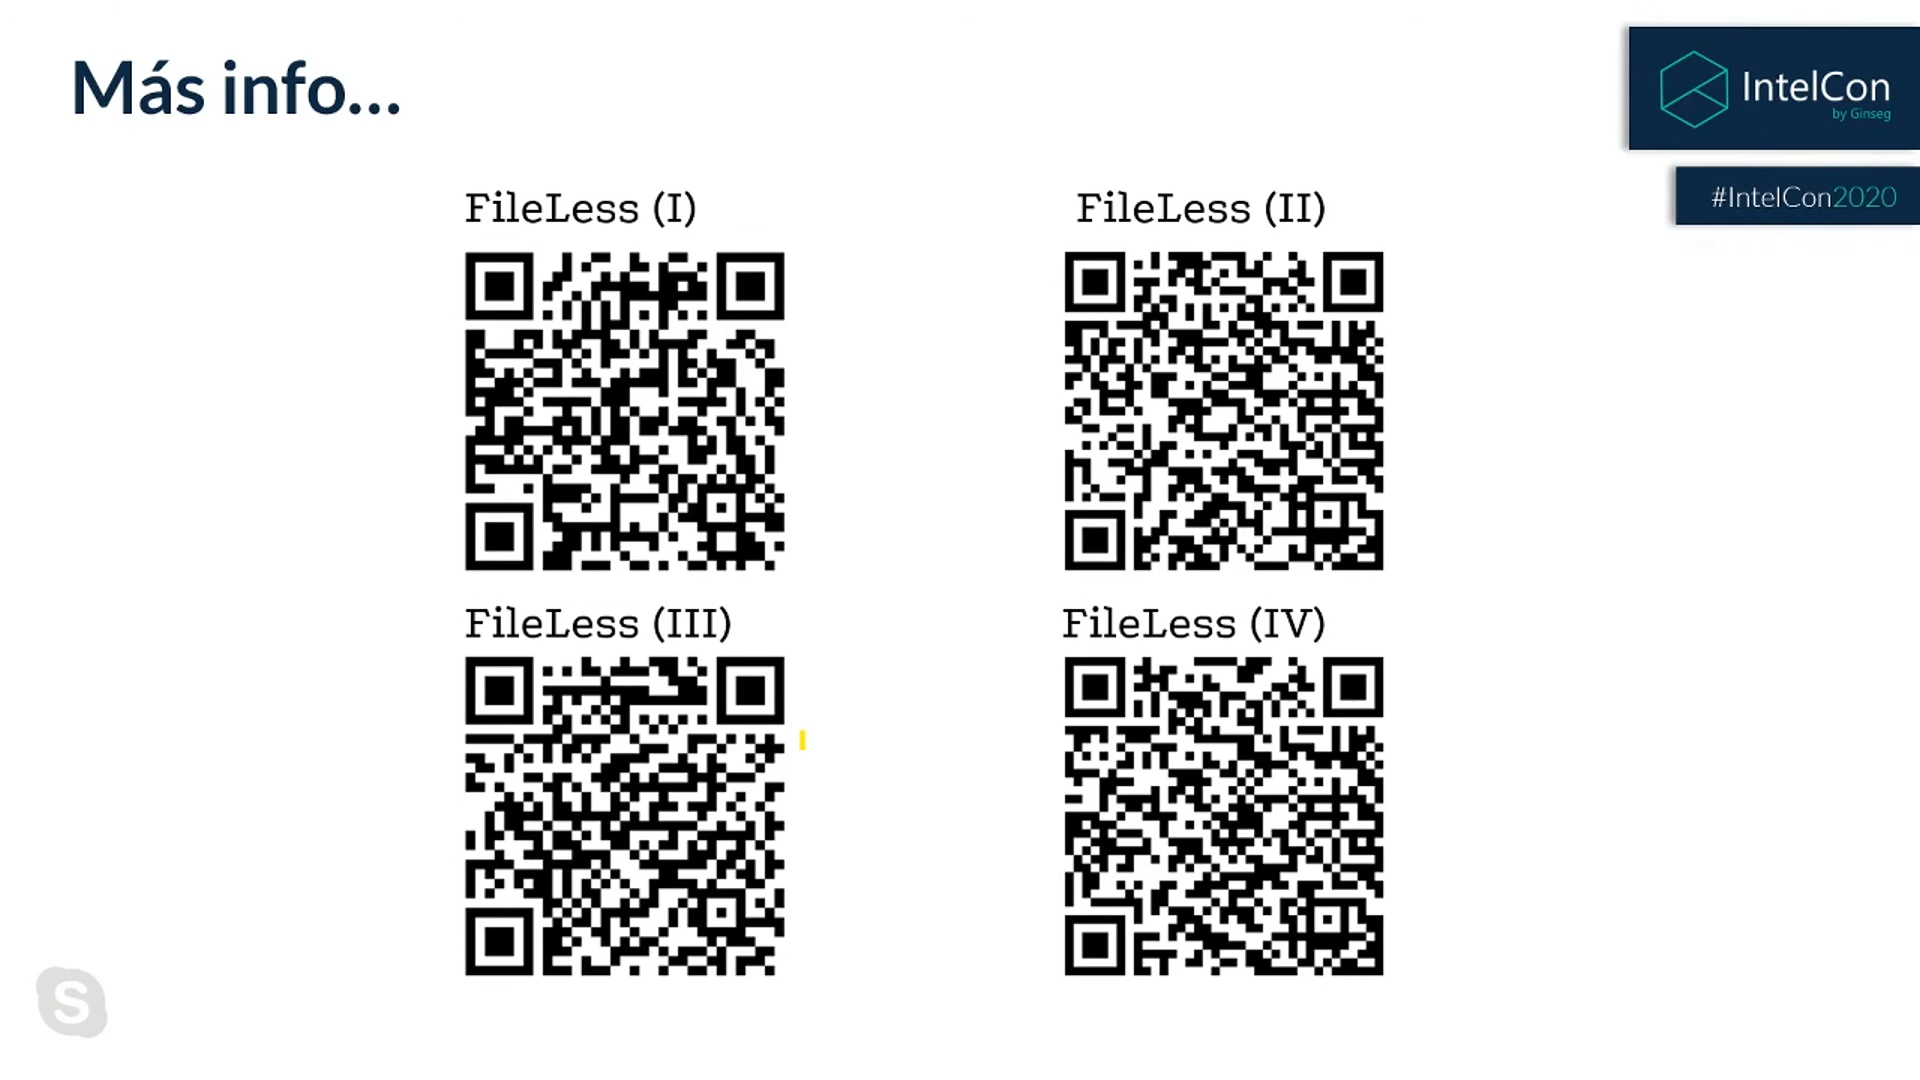 Más info...
IntelCon
by Ginseg
#IntelCon2020
FileLess (I)
FileLess (II)
FileLess (III)
FileLess (IV)
S